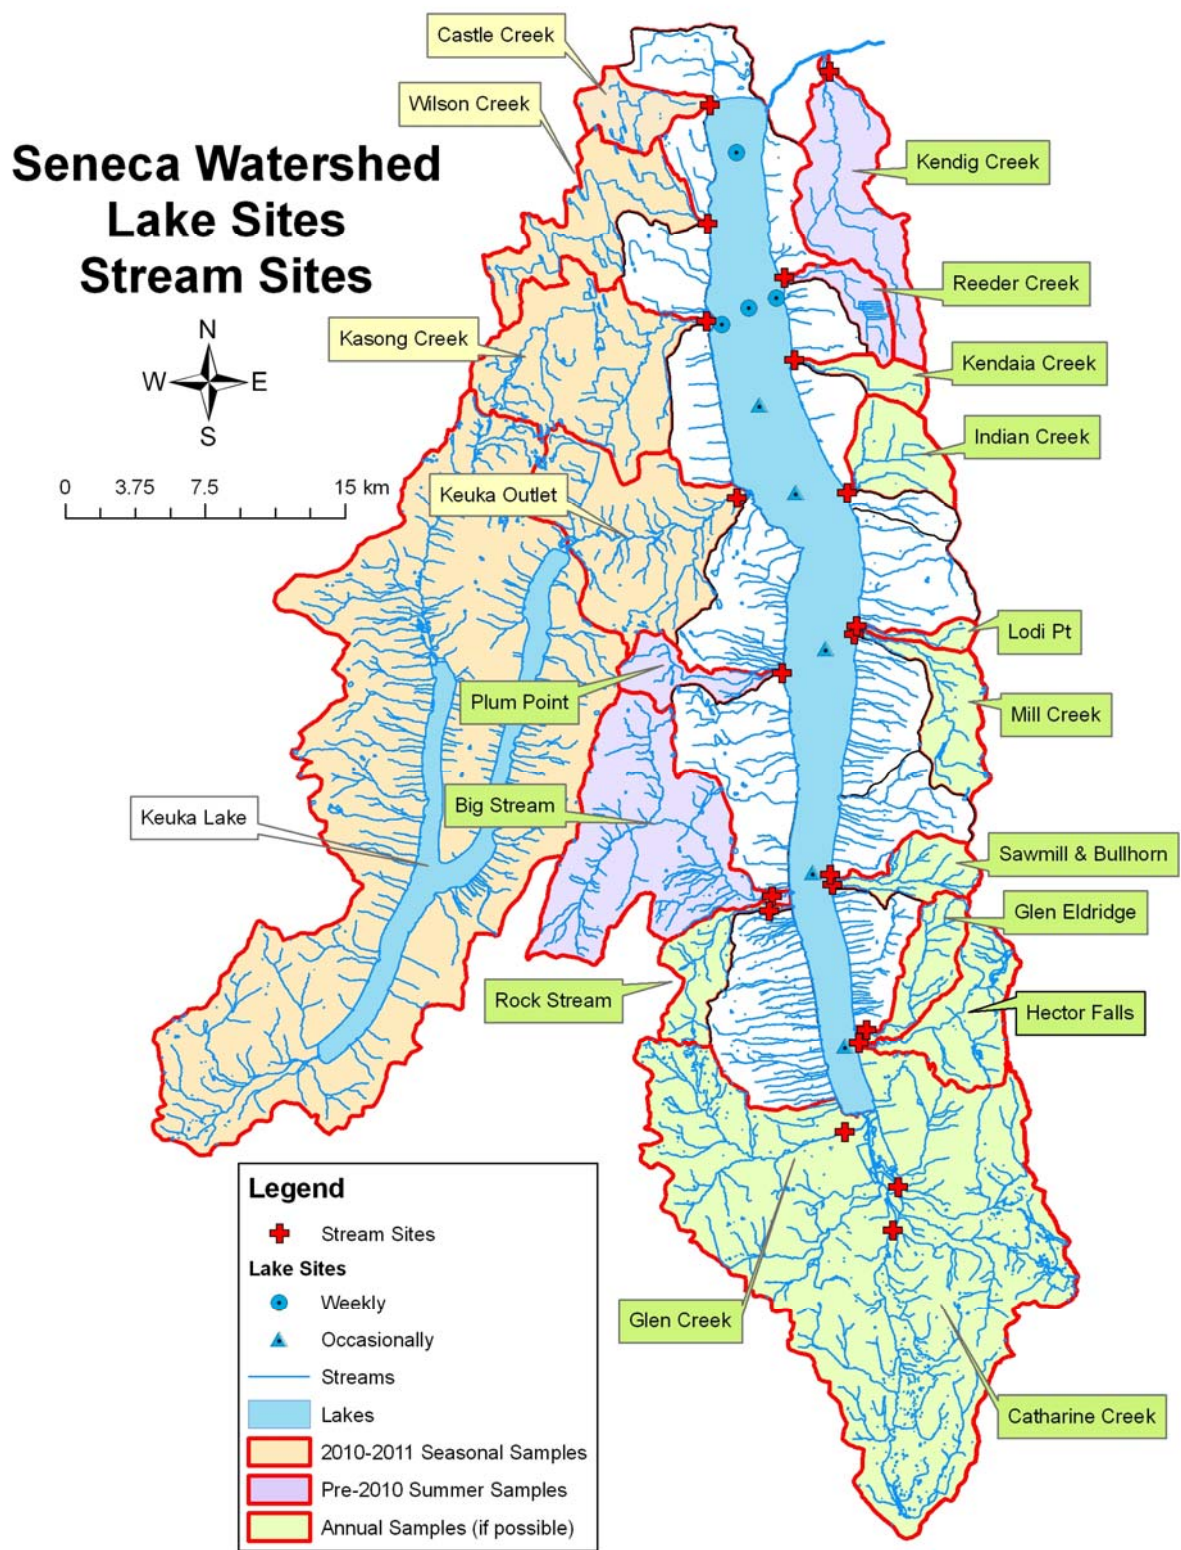 Castle Creek
Wilson Creek
Seneca Watershed
Lake Sites
Stream Sites
Kendig Creek
Reeder Creek
N
W E
S
Kasong Creek
Kendaia Creek
Indian Creek
0 3.75 7.5 15 km
Keuka Outlet
Lodi Pt
Plum Point
Mill Creek
Big Stream
Keuka Lake
Sawmill & Bullhorn
Glen Eldridge
Rock Stream
Hector Falls
Glen Creek
Catharine Creek
Legend
Stream Sites
Lake Sites
Weekly
Occasionally
Streams
Lakes
2010-2011 Seasonal Samples
Pre-2010 Summer Samples
Annual Samples (if possible)